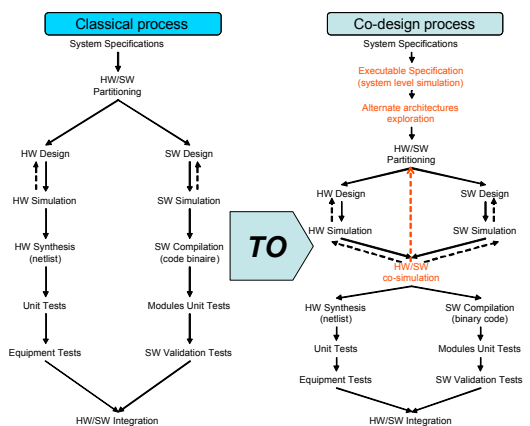 Classical process
System Specifications
HW/SW
Partitioning
HW Design
SW Design
HW Simulation
SW Simulation
HW Synthesis
(netlist)
SW Compilation
(code binaire)
Unit Tests
Modules Unit Tests
Equipment Tests
SW Validation Tests
HW/SW Integration
TO
Co-design process
System Specifications
Executable Specification
(system level simulation)
Alternate architectures
exploration
HW/SW
Partitioning
HW Design
SW Design
HW Simulation
SW Simulation
HW/SW
co-simulation
HW Synthesis
(netlist)
SW Compilation
(binary code)
Unit Tests
Modules Unit Tests
Equipment Tests
SW Validation Tests
HW/SW Integration